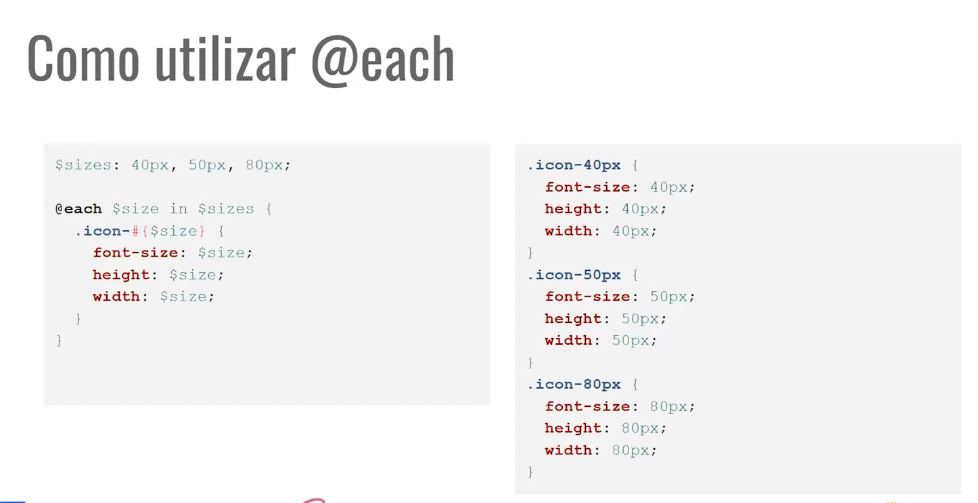 Como utilizar @each
$sizes: 40px, 50px, 80px;
@each $size in $sizes {
.icon-#{$size} {
font-size: $size;
height: $size;
width: $size;
}
}
.icon-40px {
font-size: 40px;
height: 40px;
width: 40px;
}
.icon-50px {
font-size: 50px;
height: 50px;
width: 50px;
}
.icon-80px {
font-size: 80px;
height: 80px;
width: 80px;
}